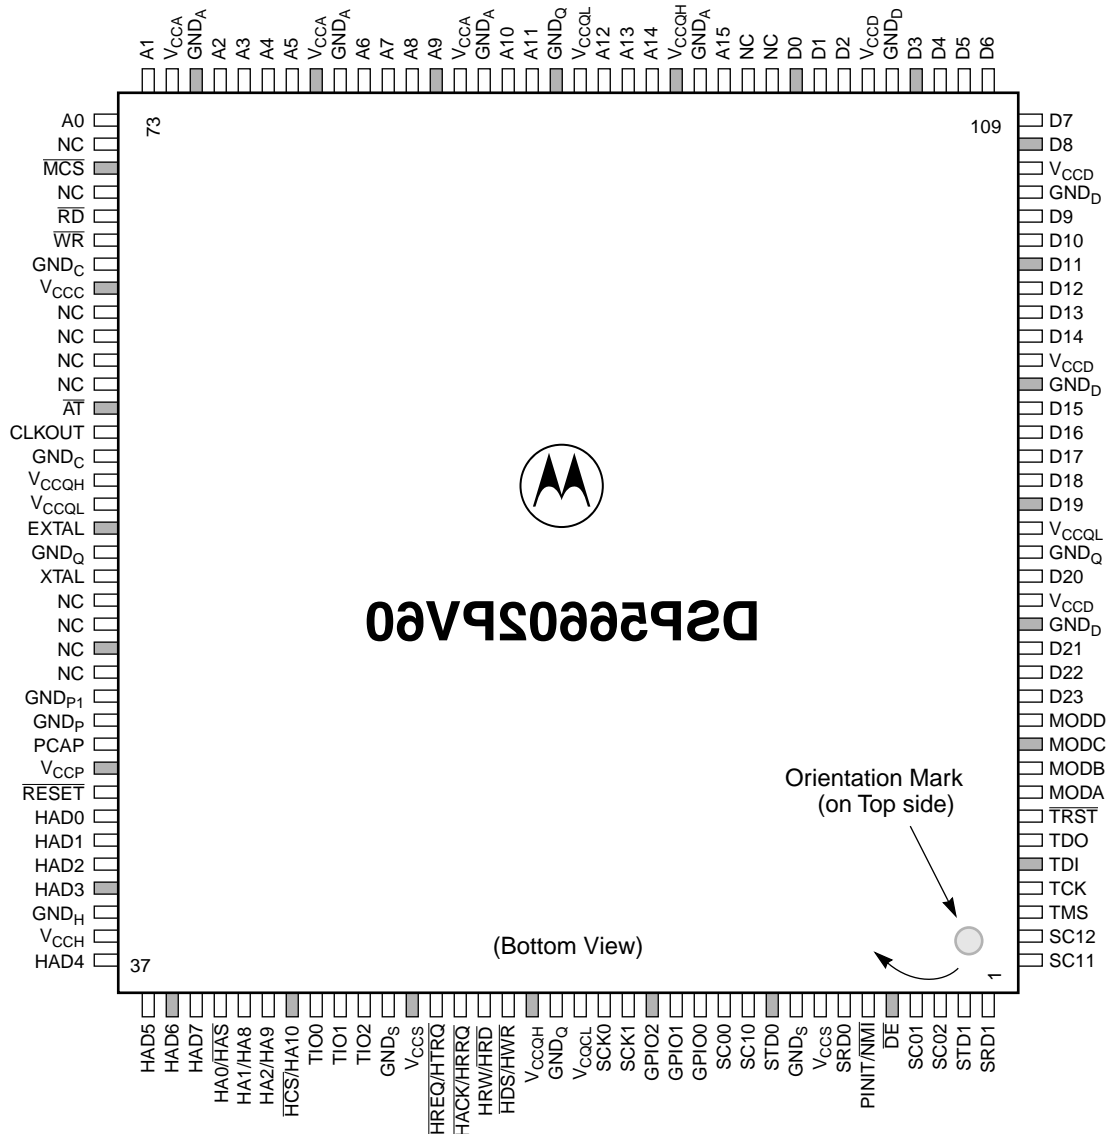 A1
VCCA
GNDA
A2
A3
A4
A5
VCCA
GNDA
A6
A7
A8
A9
VCCA
GNDA
A10
A11
GNDQ
VCCQL
A12
A13
A14
VCCQH
GNDA
A15
NC
NC
D0
D1
D2
VCCD
GNDD
D3
D4
D5
D6
73
109
A0
NC
MCS
NC
RD
WR
GNDC
VCCC
NC
NC
NC
NC
AT
CLKOUT
GNDC
VCCQH
VCCQL
EXTAL
GNDQ
XTAL
NC
NC
NC
NC
GNDP1
GNDP
PCAP
VCCP
RESET
HAD0
HAD1
HAD2
HAD3
GNDH
VCCH
HAD4
D7
D8
VCCD
GNDD
D9
D10
D11
D12
D13
D14
VCCD
GNDD
D15
D16
D17
D18
D19
VCCQL
GNDQ
D20
VCCD
GNDD
D21
D22
D23
MODD
MODC
MODB
MODA
TRST
TDO
TDI
TCK
TMS
SC12
SC11
DSP56602PV60
Orientation Mark
(on Top side)
(Bottom View)
37
1
HAD5
HAD6
HAD7
HA0/HAS
HA1/HA8
HA2/HA9
HCS/HA10
TIO0
TIO1
TIO2
GNDS
VCCS
HREQ/HTRQ
HACK/HRRQ
HRW/HRD
HDS/HWR
VCCQH
GNDQ
VCQCL
SCK0
SCK1
GPIO2
GPIO1
GPIO0
SC00
SC10
STD0
GNDS
VCCS
SRD0
PINIT/NMI
DE
SC01
SC02
STD1
SRD1